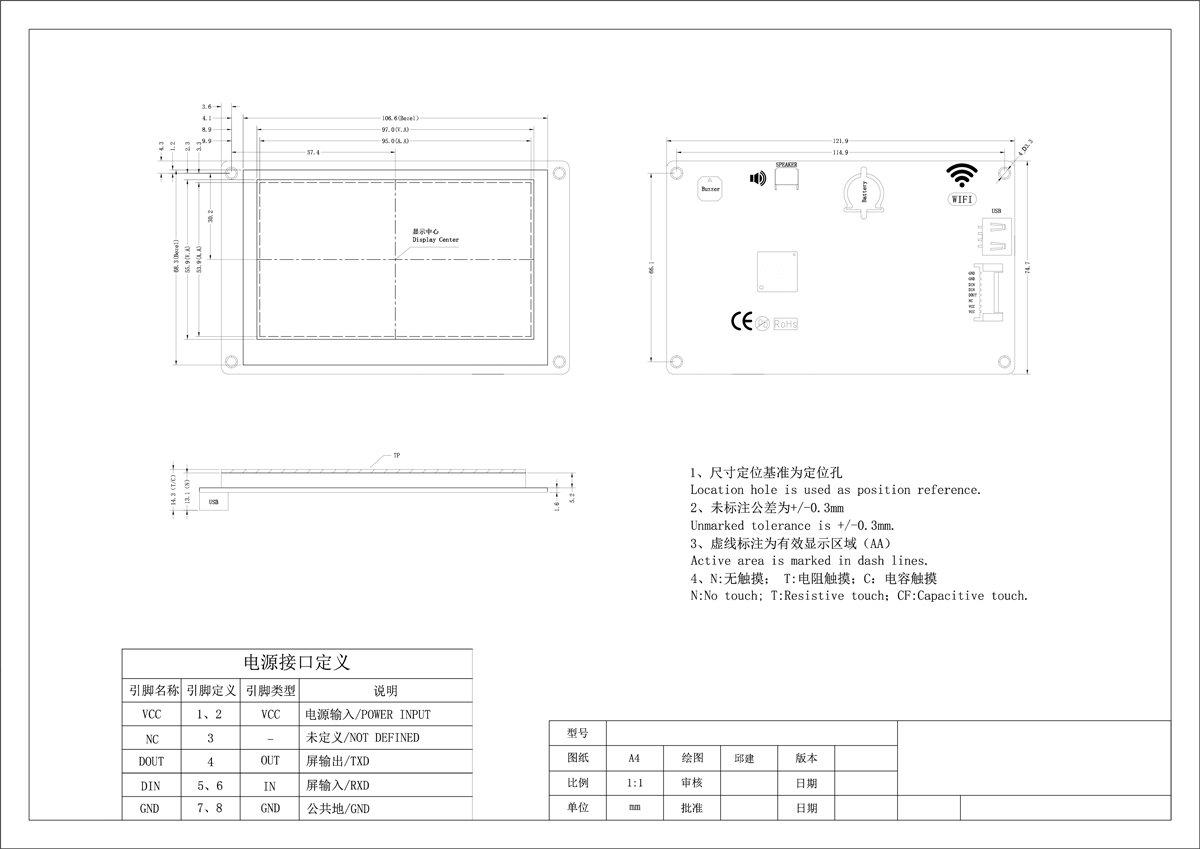 3.6
4.1
8.9
9.9
106.6(Bezel)
97.0(V.A)
95.0(A.A)
57.4
4.3
1.2
2.3
3.3
30.2
68.3(Bezel)
55.9(V.A)
53.9(A.A)
显示中心
Display Center
121.9
114.9
4.Ø3.3
SPEAKER
Buzzer
Battery
WIFI
USB
66.1
74.7
GND
GND
DIN
DIN
DOUT
NC
VCC
VCC
CE
Pb
RoHs
TP
14.3(T/C)
13.1(N)
USB
1.6
5.2
1、尺寸定位基准为定位孔
Location hole is used as position reference.
2、未标注公差为+/-0.3mm
Unmarked tolerance is +/-0.3mm.
3、虚线标注为有效显示区域（AA）
Active area is marked in dash lines.
4、N:无触摸； T:电阻触摸；C：电容触摸
N:No touch; T:Resistive touch；CF:Capacitive touch.
电源接口定义
引脚名称 引脚定义 引脚类型 说明
VCC 1、2 VCC 电源输入/POWER INPUT
NC 3 - 未定义/NOT DEFINED
DOUT 4 OUT 屏输出/TXD
DIN 5、6 IN 屏输入/RXD
GND 7、8 GND 公共地/GND
型号
图纸 A4 绘图 邱建 版本
比例 1:1 审核 日期
单位 mm 批准 日期